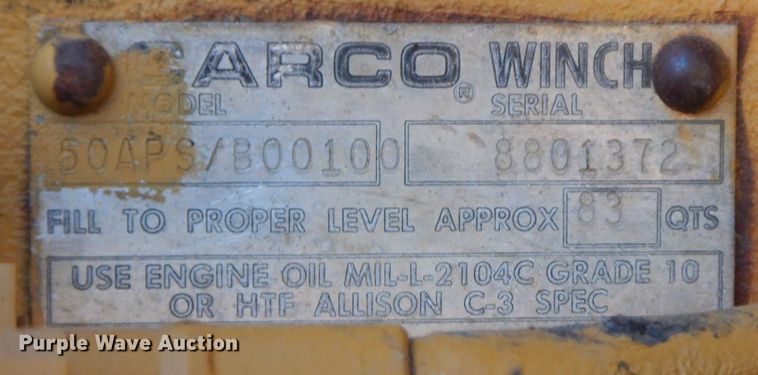 CARCO® WINCH
MODEL SERIAL
50APS/B00100 8801372
FILL TO PROPER LEVEL APPROX 83 QTS
USE ENGINE OIL MIL-L-2104C GRADE 10
OR HTF ALLISON C-3 SPEC
Purple Wave Auction